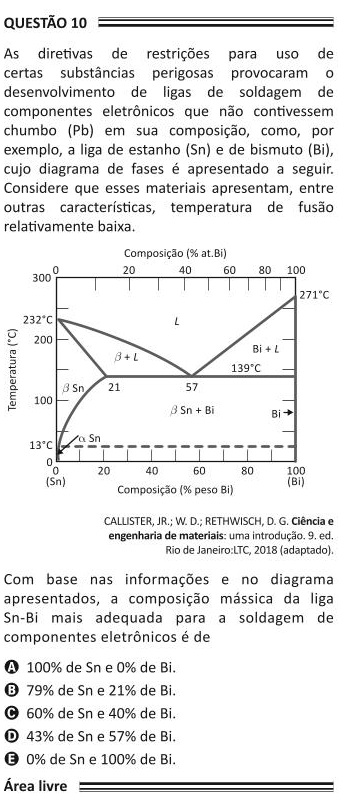 QUESTÃO 10
As diretivas de restrições para uso de
certas substâncias perigosas provocaram o
desenvolvimento de ligas de soldagem de
componentes eletrônicos que não contivessem
chumbo (Pb) em sua composição, como, por
exemplo, a liga de estanho (Sn) e de bismuto (Bi),
cujo diagrama de fases é apresentado a seguir.
Considere que esses materiais apresentam, entre
outras características, temperatura de fusão
relativamente baixa.
Composição (% at.Bi)
0 20 40 60 80 100
300
271°C
232°C
L
200
Bi + L
β + L
139°C
β Sn 21 57
100
β Sn + Bi
Bi
α Sn
13°C
0
Temperatura (°C)
0 20 40 60 80 100
(Sn) (Bi)
Composição (% peso Bi)
CALLISTER, JR.; W. D.; RETHWISCH, D. G. Ciência e
engenharia de materiais: uma introdução. 9. ed.
Rio de Janeiro:LTC, 2018 (adaptado).
Com base nas informações e no diagrama
apresentados, a composição mássica da liga
Sn-Bi mais adequada para a soldagem de
componentes eletrônicos é de
A 100% de Sn e 0% de Bi.
B 79% de Sn e 21% de Bi.
C 60% de Sn e 40% de Bi.
D 43% de Sn e 57% de Bi.
E 0% de Sn e 100% de Bi.
Área livre